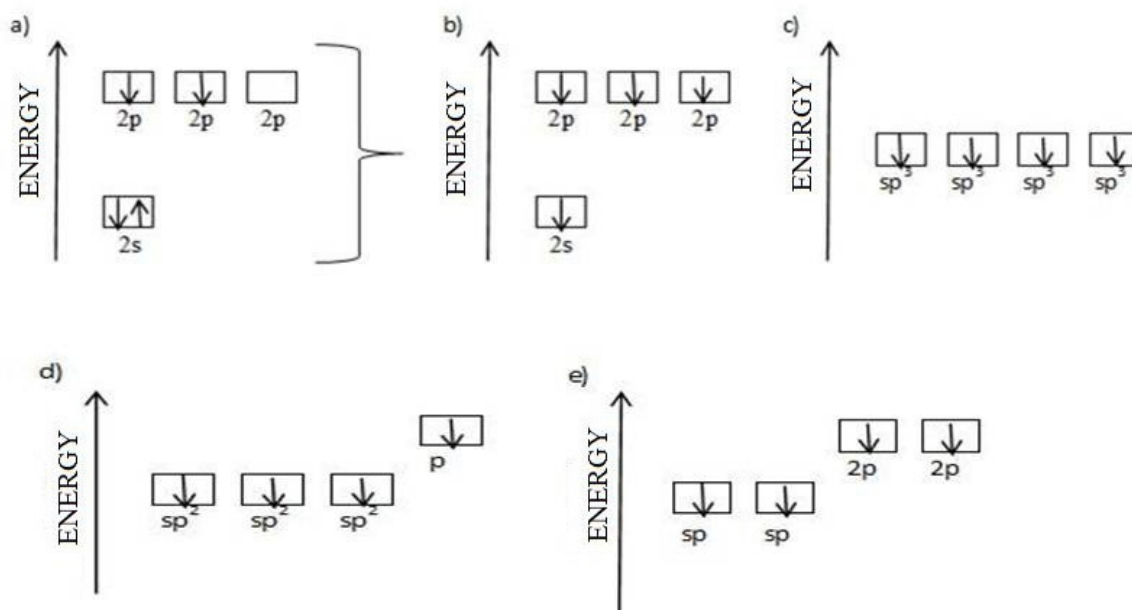 a)
ENERGY
2p 2p 2p
2s
b)
ENERGY
2p 2p 2p
2s
c)
ENERGY
sp³ sp³ sp³ sp³
d)
ENERGY
p
sp² sp² sp²
e)
ENERGY
2p 2p
sp sp